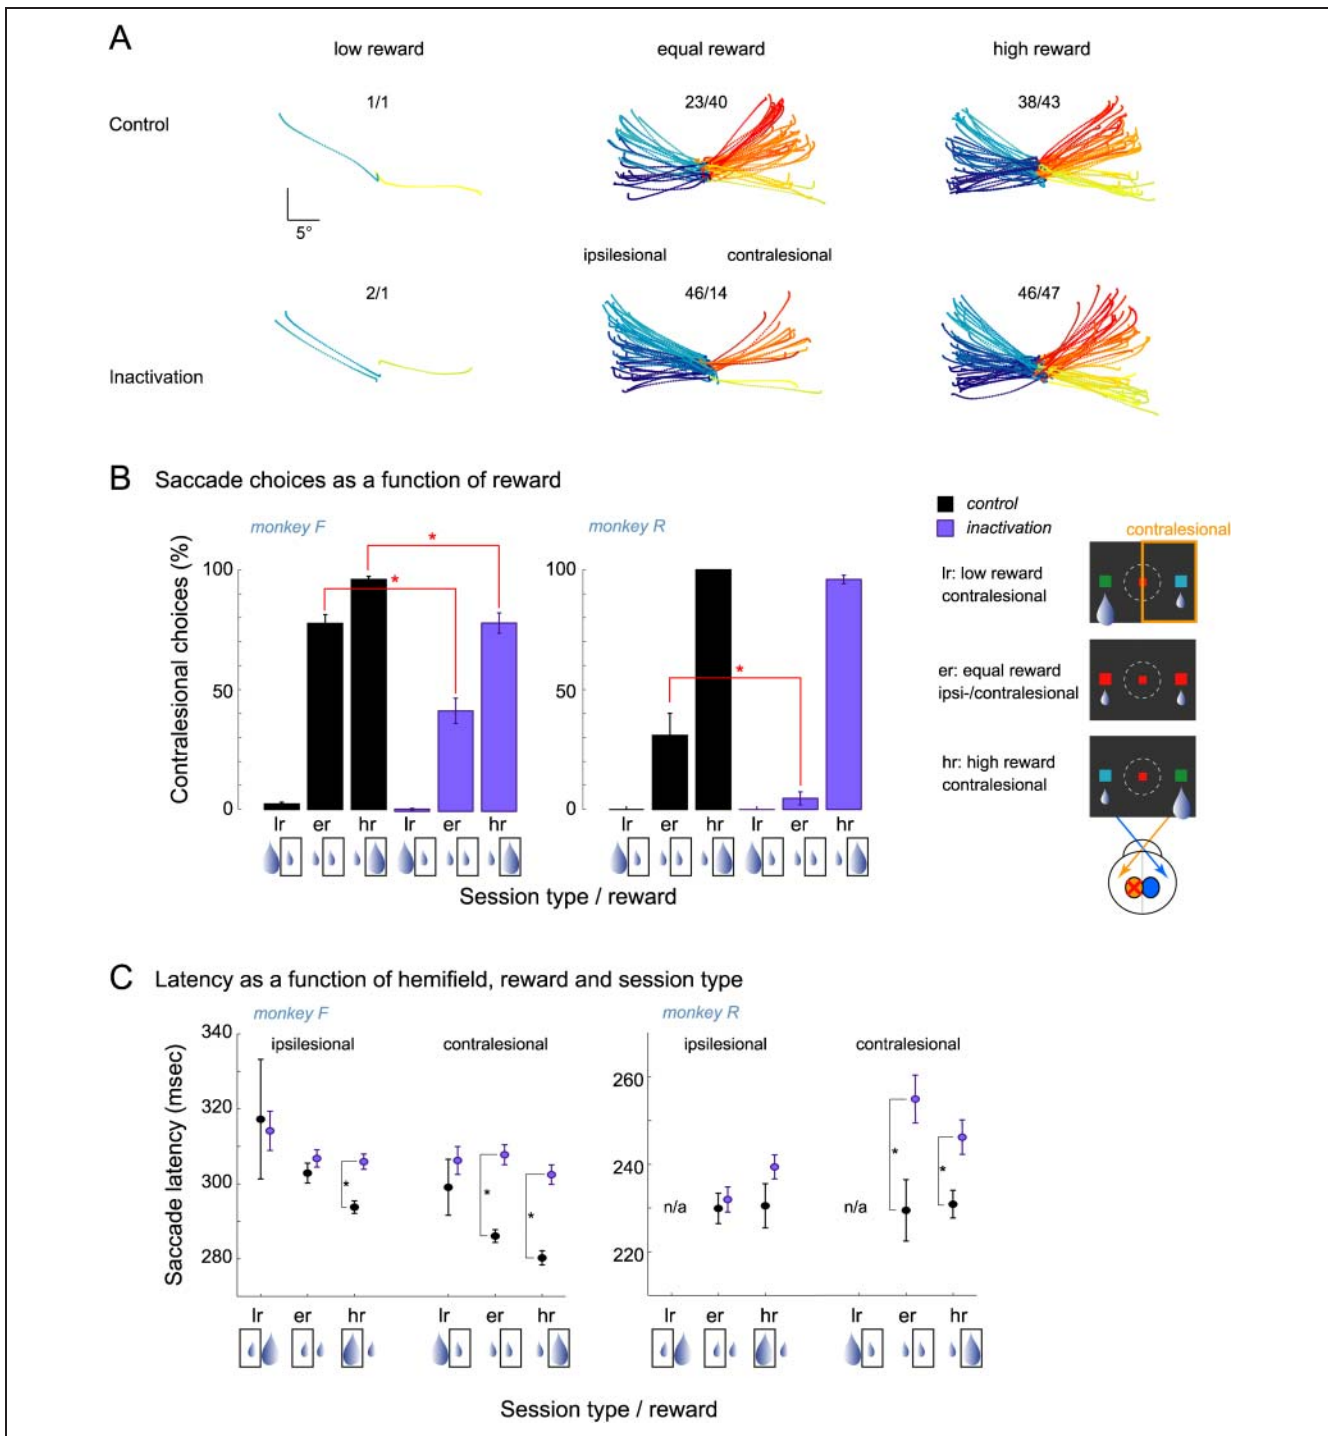 A
low reward equal reward high reward
Control
1/1 23/40 38/43
5°
ipsilesional contralesional
Inactivation
2/1 46/14 46/47
B Saccade choices as a function of reward
monkey F monkey R
control
inactivation
contralesional
lr: low reward
contralesional
er: equal reward
ipsi-/contralesional
hr: high reward
contralesional
Contralesional choices (%)
100
50
0
* *
100
50
0
*
lr er hr lr er hr
lr er hr lr er hr
Session type / reward
C Latency as a function of hemifield, reward and session type
monkey F monkey R
Saccade latency (msec)
340
320
300
280
ipsilesional contralesional
* * *
260
240
220
ipsilesional contralesional
n/a n/a
* *
lr er hr lr er hr
lr er hr lr er hr
Session type / reward